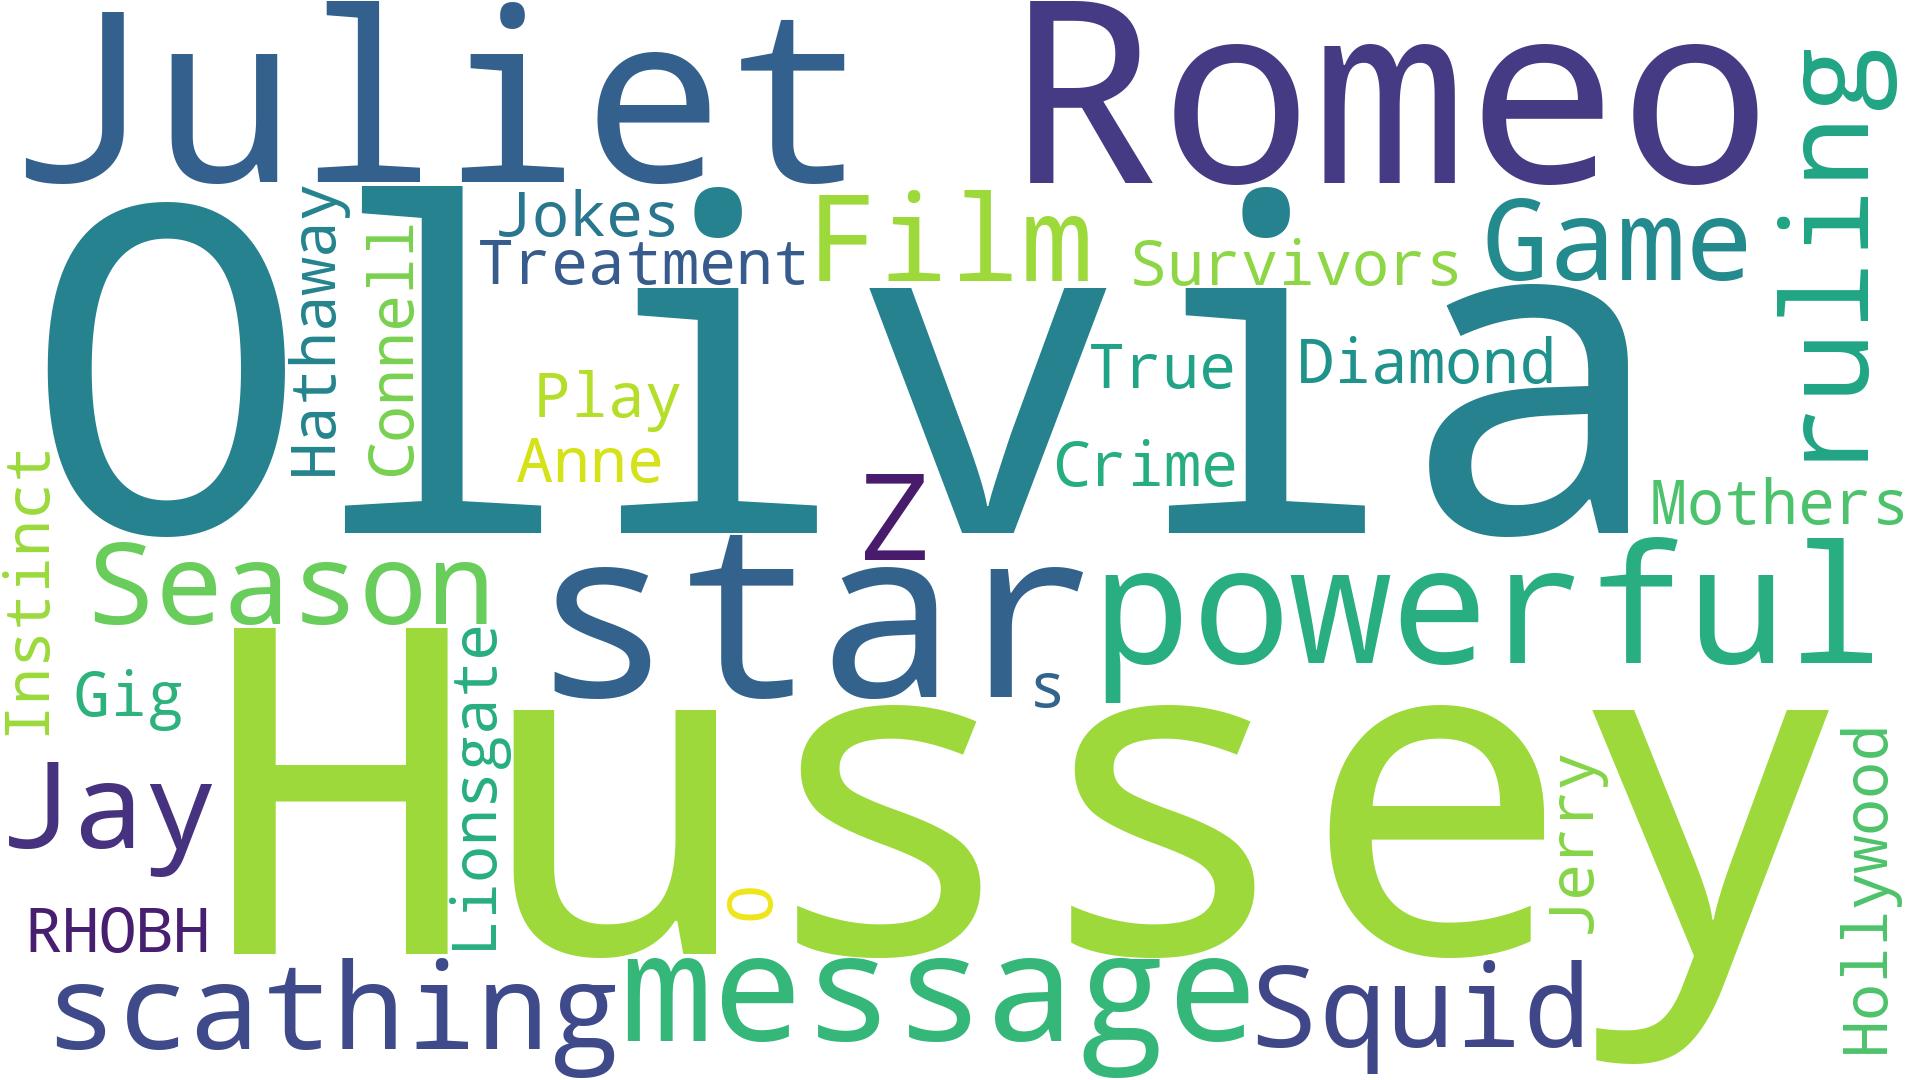 Juliet
Romeo
ruling
Olivia
Hathaway
Connell
Jokes
Treatment
Film
Survivors
Game
True
Diamond
Play
Anne
Crime
Z
Mothers
Instinct
Season
star
powerful
s
Gig
Hussey
Lionsgate
Jay
O
Jerry
Hollywood
RHOBH
scathing
message
Squid